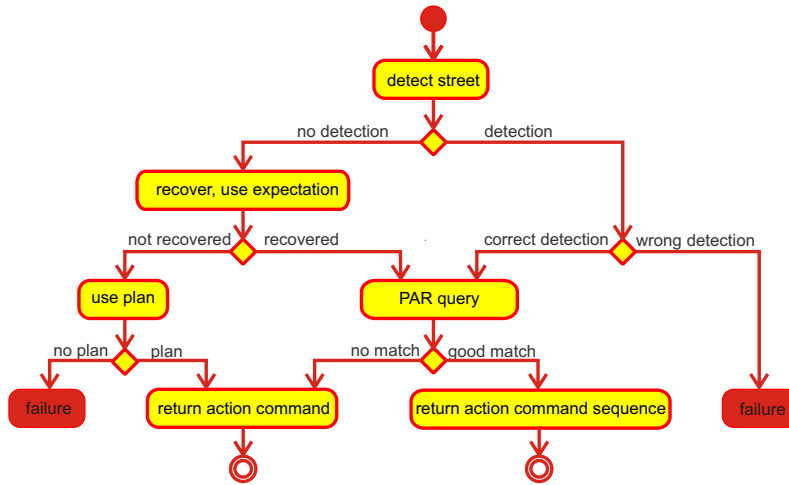 detect street
no detection
detection
recover, use expectation
not recovered
recovered
correct detection
wrong detection
use plan
PAR query
no plan
plan
no match
good match
failure
return action command
return action command sequence
failure